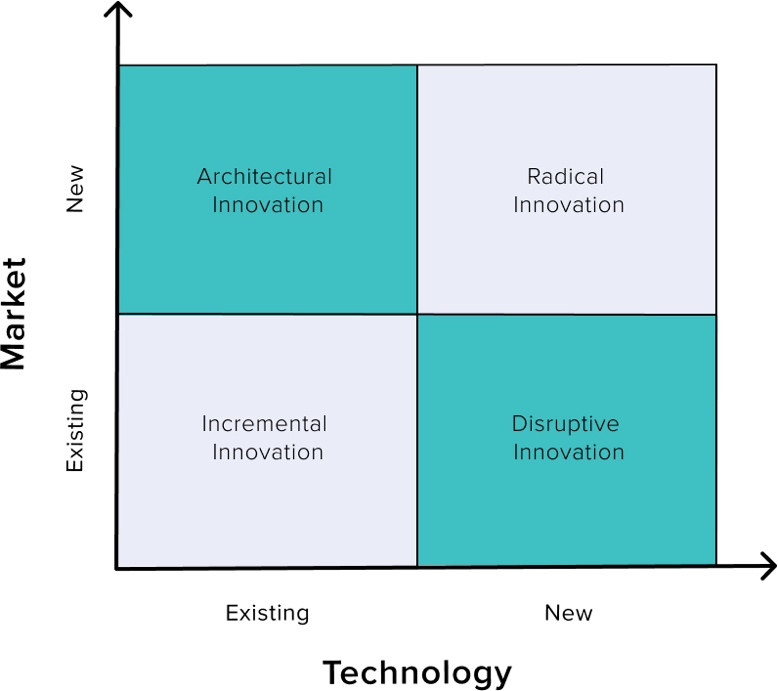 Market
New
Existing
Architectural
Innovation
Radical
Innovation
Incremental
Innovation
Disruptive
Innovation
Existing
New
Technology